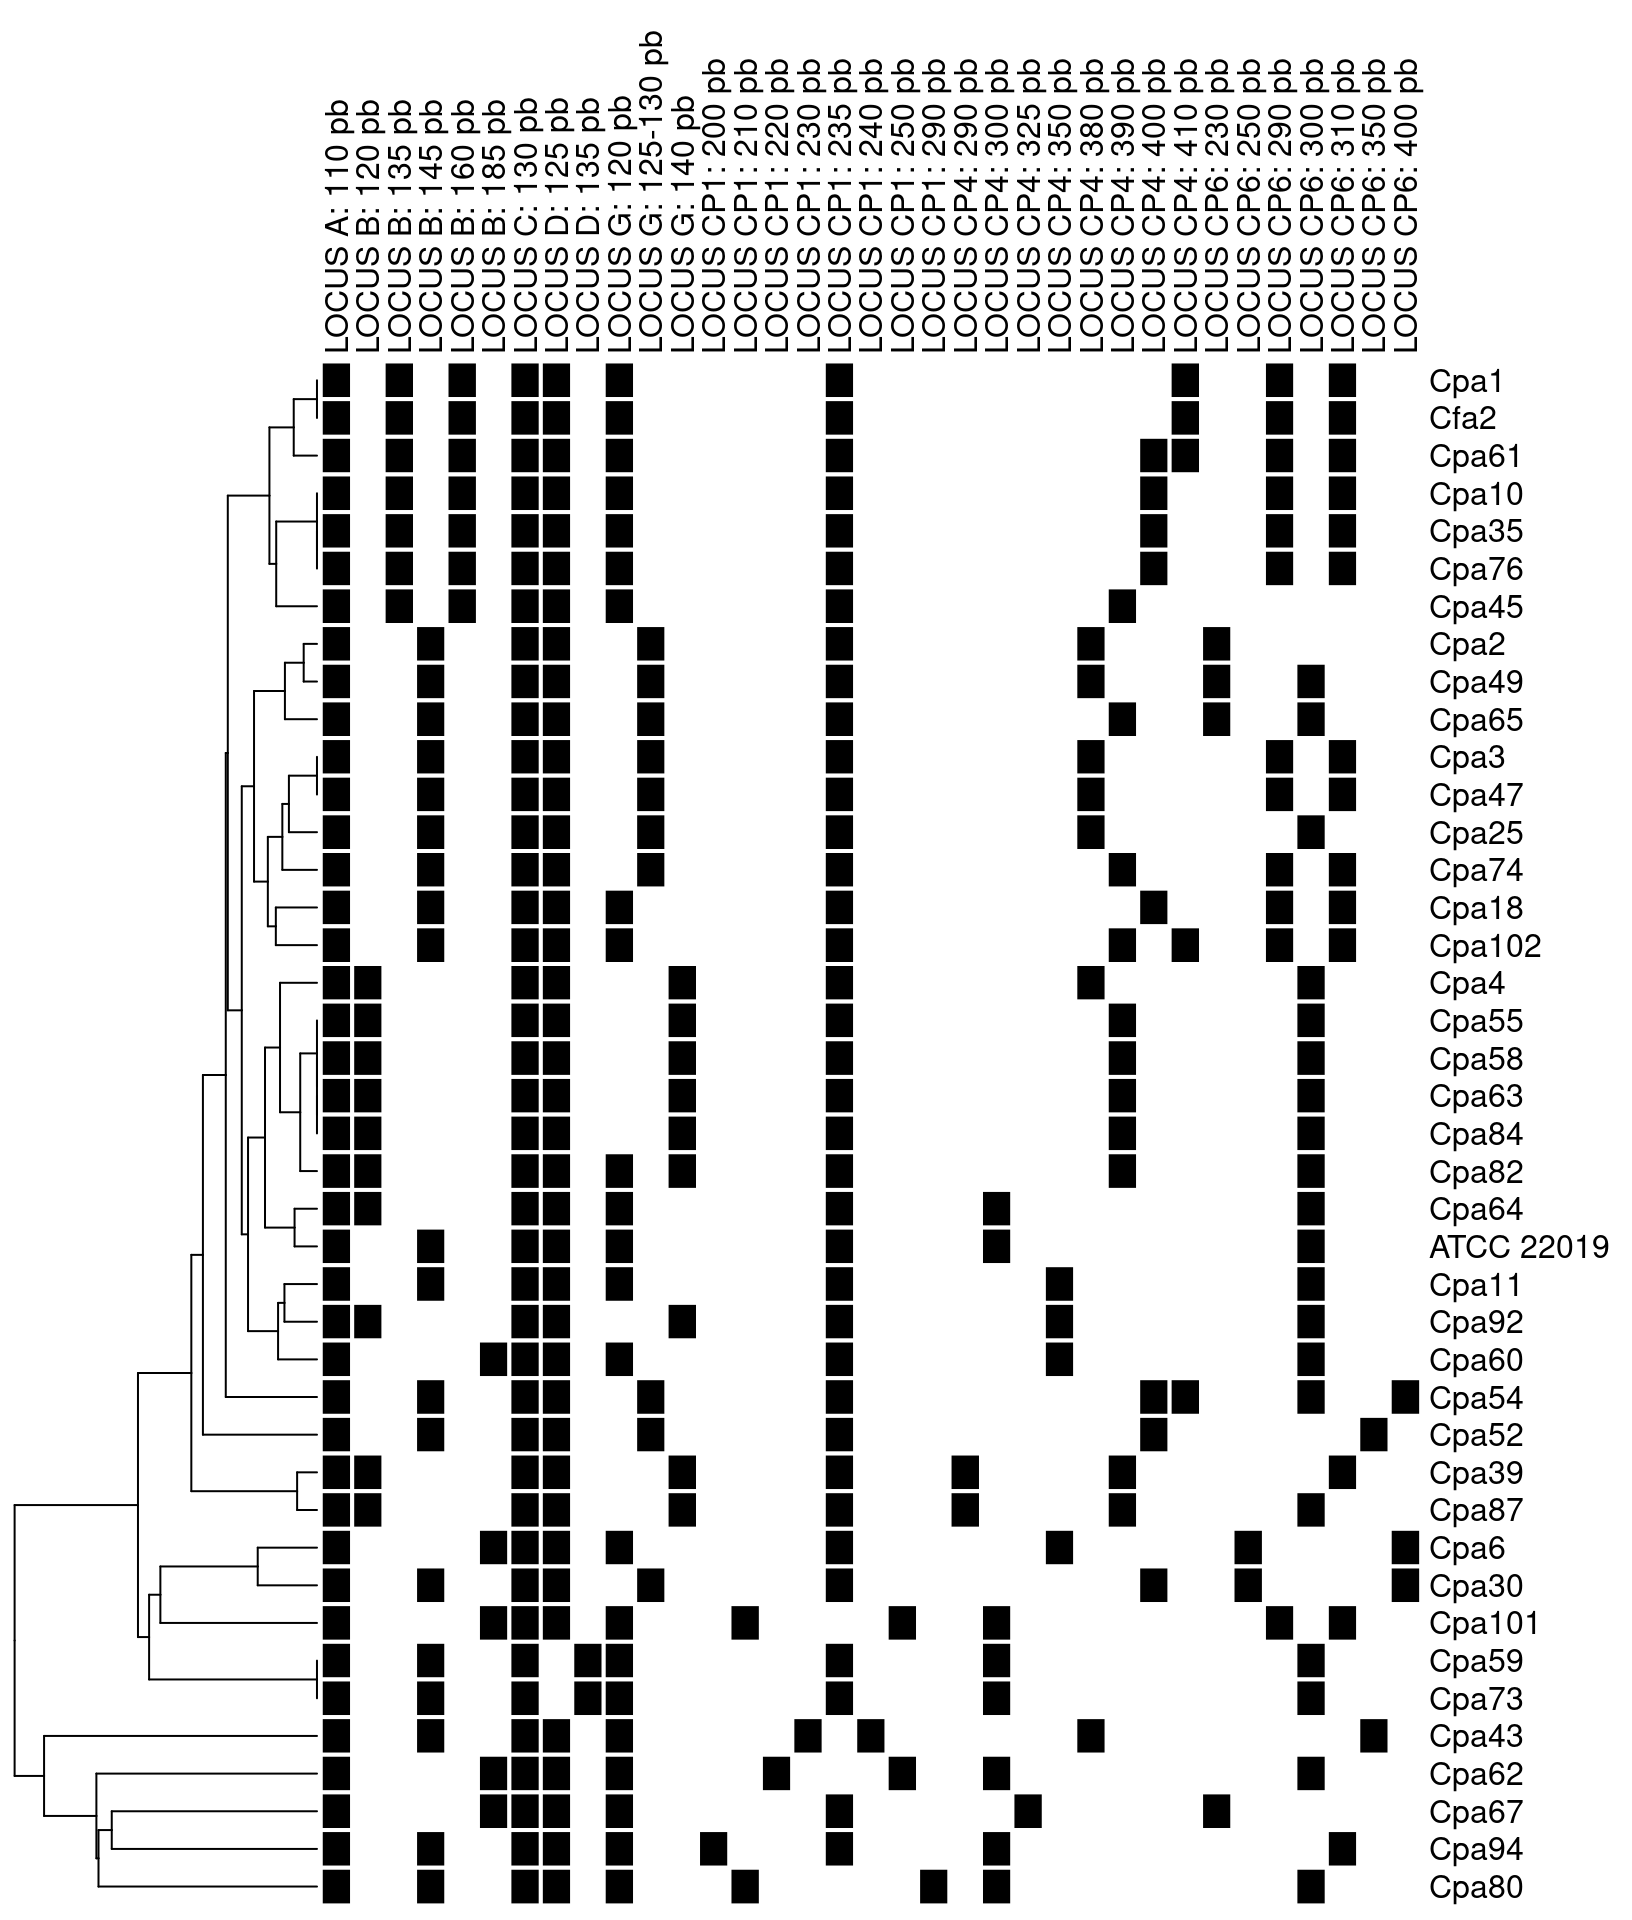 LOCUS A: 110 pb
LOCUS B: 120 pb
LOCUS B: 135 pb
LOCUS B: 145 pb
LOCUS B: 160 pb
LOCUS B: 185 pb
LOCUS C: 130 pb
LOCUS D: 125 pb
LOCUS D: 135 pb
LOCUS G: 120 pb
LOCUS G: 125-130 pb
LOCUS G: 140 pb
LOCUS CP1: 200 pb
LOCUS CP1: 210 pb
LOCUS CP1: 220 pb
LOCUS CP1: 230 pb
LOCUS CP1: 235 pb
LOCUS CP1: 240 pb
LOCUS CP1: 250 pb
LOCUS CP1: 290 pb
LOCUS CP4: 290 pb
LOCUS CP4: 300 pb
LOCUS CP4: 325 pb
LOCUS CP4: 350 pb
LOCUS CP4: 380 pb
LOCUS CP4: 390 pb
LOCUS CP4: 400 pb
LOCUS CP4: 410 pb
LOCUS CP6: 230 pb
LOCUS CP6: 250 pb
LOCUS CP6: 290 pb
LOCUS CP6: 300 pb
LOCUS CP6: 310 pb
LOCUS CP6: 350 pb
LOCUS CP6: 400 pb
Cpa1
Cfa2
Cpa61
Cpa10
Cpa35
Cpa76
Cpa45
Cpa2
Cpa49
Cpa65
Cpa3
Cpa47
Cpa25
Cpa74
Cpa18
Cpa102
Cpa4
Cpa55
Cpa58
Cpa63
Cpa84
Cpa82
Cpa64
ATCC 22019
Cpa11
Cpa92
Cpa60
Cpa54
Cpa52
Cpa39
Cpa87
Cpa6
Cpa30
Cpa101
Cpa59
Cpa73
Cpa43
Cpa62
Cpa67
Cpa94
Cpa80